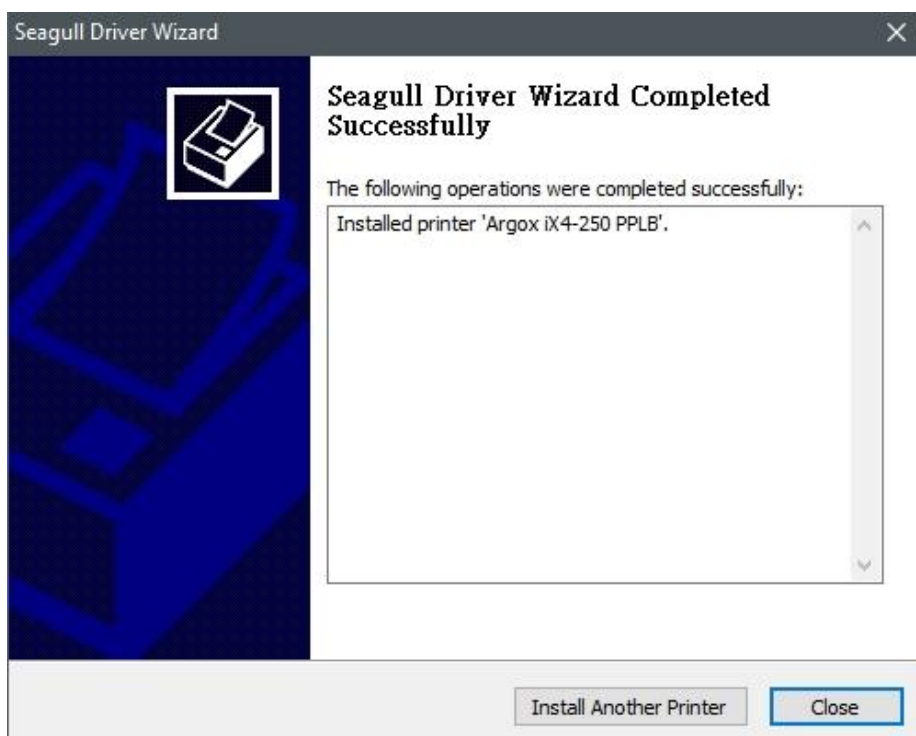 Seagull Driver Wizard
Seagull Driver Wizard Completed
Successfully
The following operations were completed successfully:
Installed printer 'Argox iX4-250 PPLB'.
Install Another Printer
Close